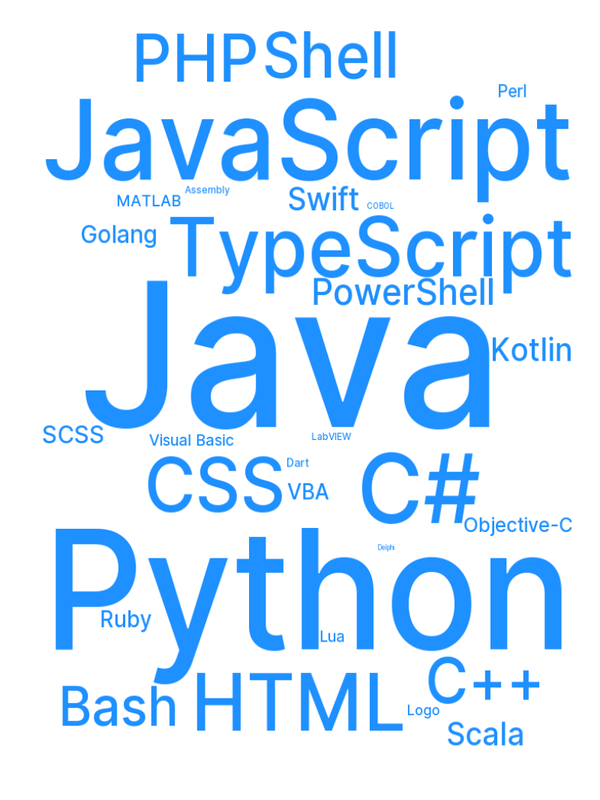 PHP Shell
Perl
JavaScript
Assembly
MATLAB
Swift
COBOL
Golang
TypeScript
PowerShell
Java
Kotlin
SCSS
Visual Basic
LabVIEW
CSS
Dart
VBA
C#
Objective-C
Python
Delphi
Ruby
Lua
C++
Bash
HTML
Logo
Scala